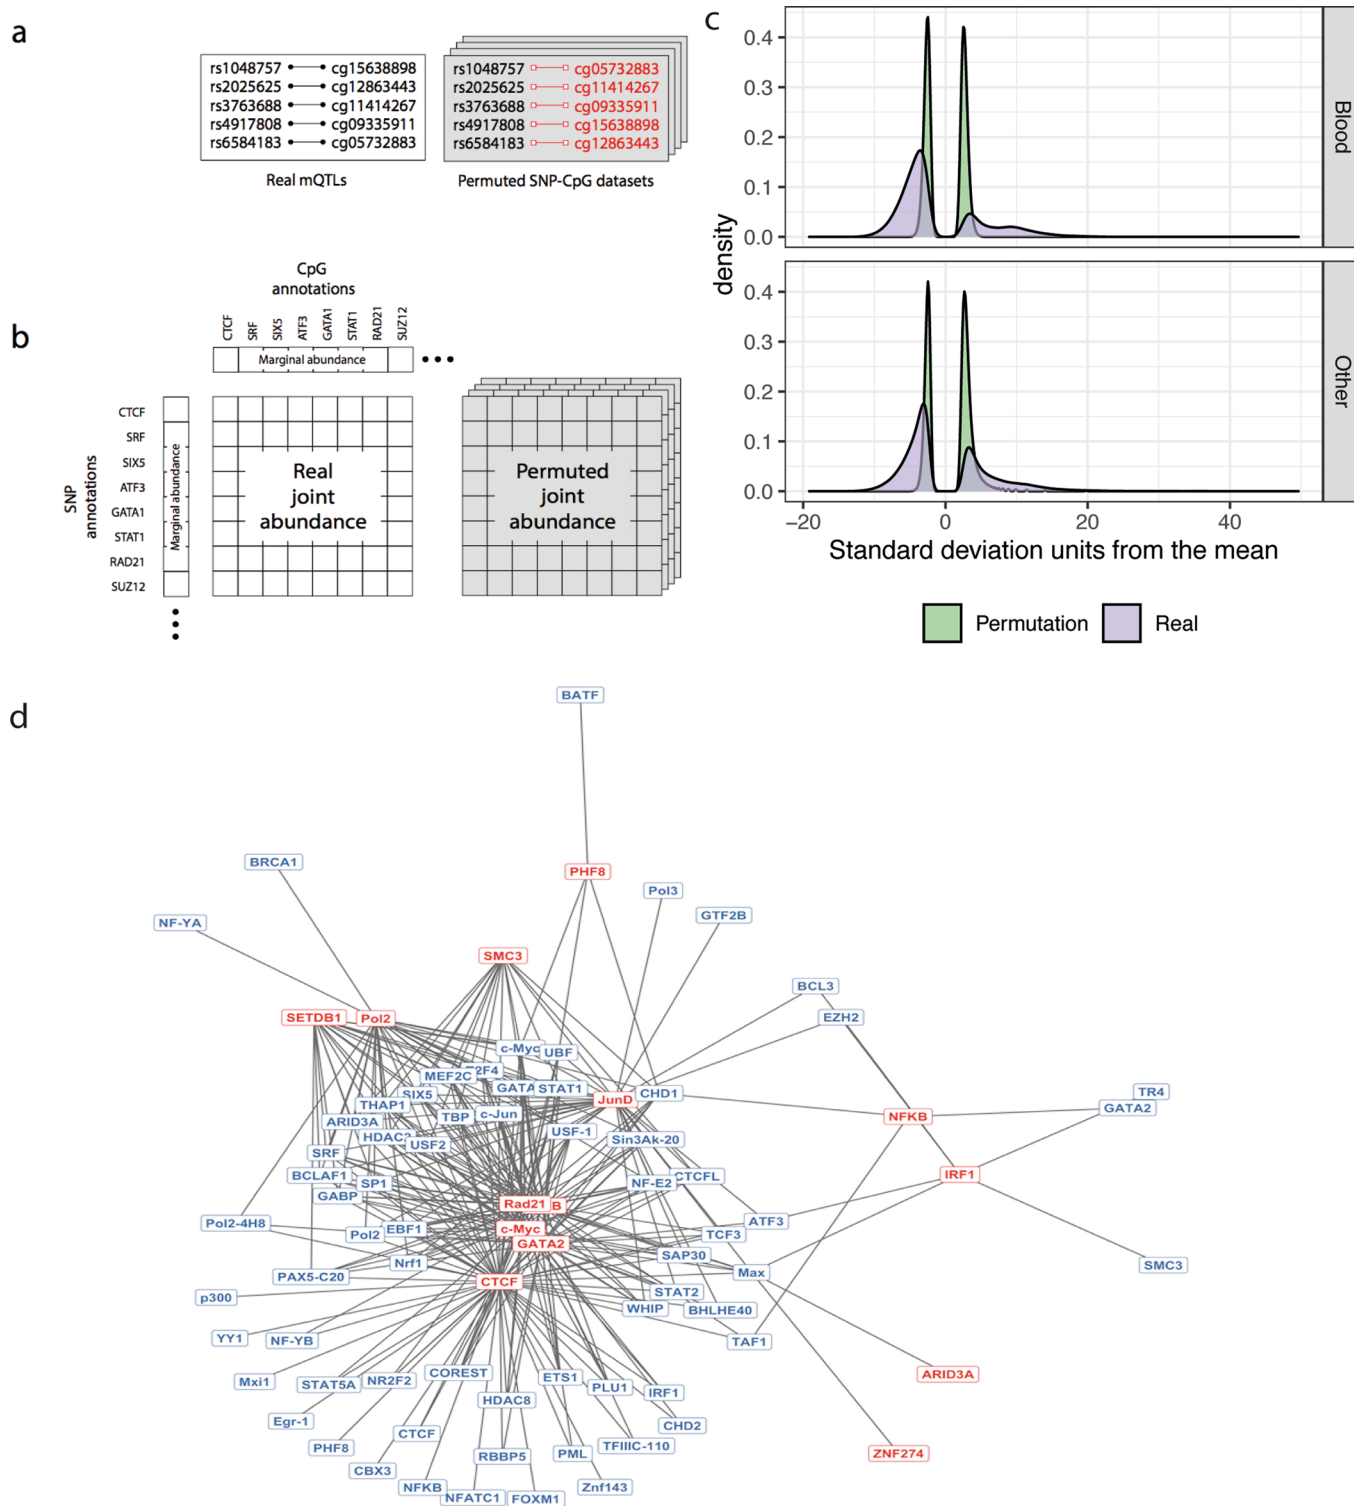 a
rs1048757 cg15638898
rs2025625 cg12863443
rs3763688 cg11414267
rs4917808 cg09335911
rs6584183 cg05732883
Real mQTLs
rs1048757 cg05732883
rs2025625 cg11414267
rs3763688 cg09335911
rs4917808 cg15638898
rs6584183 cg12863443
Permuted SNP-CpG datasets
b
CpG
annotations
CTCF
SRF
SIX5
ATF3
GATA1
STAT1
RAD21
SUZ12
Marginal abundance
SNP
annotations
CTCF
SRF
SIX5
ATF3
GATA1
STAT1
RAD21
SUZ12
Marginal abundance
Real
joint
abundance
Permuted
joint
abundance
c
density
0.4
0.3
0.2
0.1
0.0
Blood
0.4
0.3
0.2
0.1
0.0
Other
−20 0 20 40
Standard deviation units from the mean
Permutation Real
d
BATF
BRCA1
PHF8
Pol3
GTF2B
NF-YA
SMC3
BCL3
SETDB1
Pol2
EZH2
c-Myc
UBF
MEF2C
STAT1
SIX5
c-Jun
THAP1
TBP
JunD
CHD1
TR4
GATA2
NFKB
ARID3A
USF-1
USF2
Sin3Ak-20
SRF
BCLAF1
SP1
GABP
NF-E2
CTCFL
IRF1
Rad21
Pol2-4H8
Pol2
EBF1
c-Myc
GATA2
ATF3
TCF3
Nrf1
SAP30
Max
SMC3
PAX5-C20
CTCF
p300
STAT2
WHIP
BHLHE40
YY1
NF-YB
TAF1
Mxi1
STAT5A
NR2F2
COREST
ETS1
PLU1
IRF1
ARID3A
HDAC8
Egr-1
CHD2
PHF8
CTCF
TFIIIC-110
ZNF274
CBX3
RBBP5
PML
NFKB
Znf143
NFATC1
FOXM1